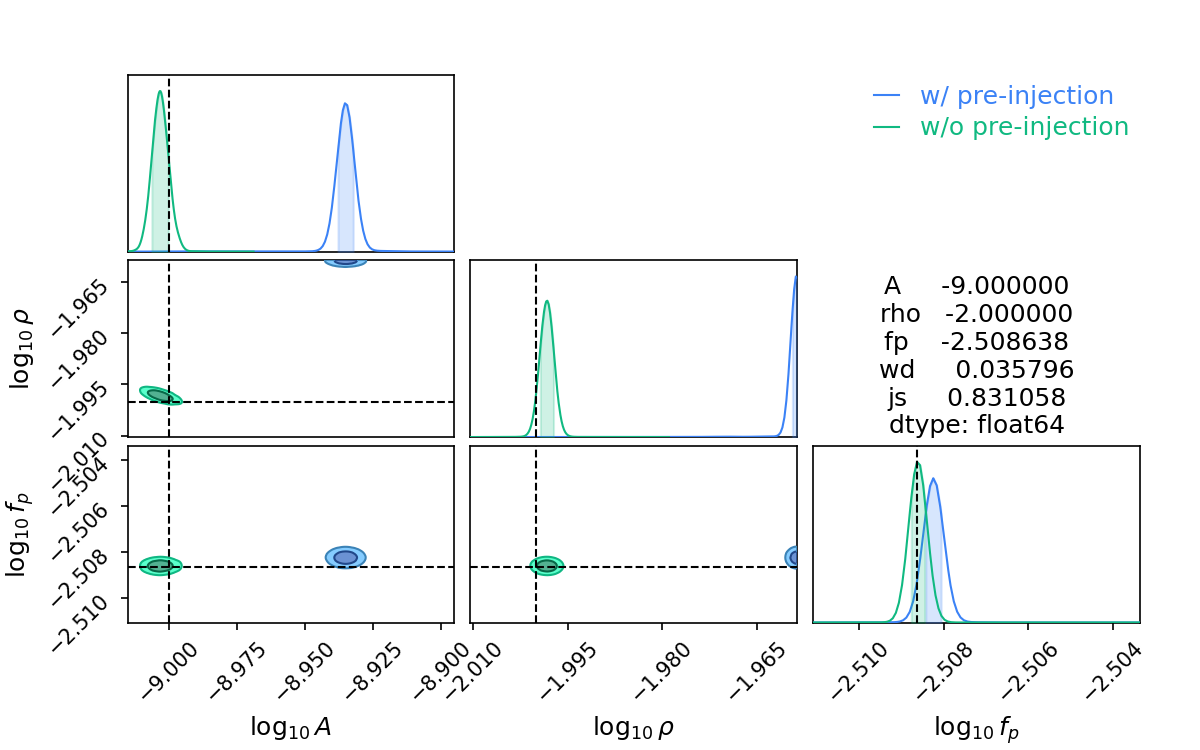 w/ pre-injection
w/o pre-injection
log₁₀ ρ
−1.965
−1.980
−1.995
−2.010
A -9.000000
rho -2.000000
fp -2.508638
wd 0.035796
js 0.831058
dtype: float64
log₁₀ fₚ
−2.504
−2.506
−2.508
−2.510
−9.000 −8.975 −8.950 −8.925 −8.900
−2.010 −1.995 −1.980 −1.965
−2.510 −2.508 −2.506 −2.504
log₁₀ A
log₁₀ ρ
log₁₀ fₚ